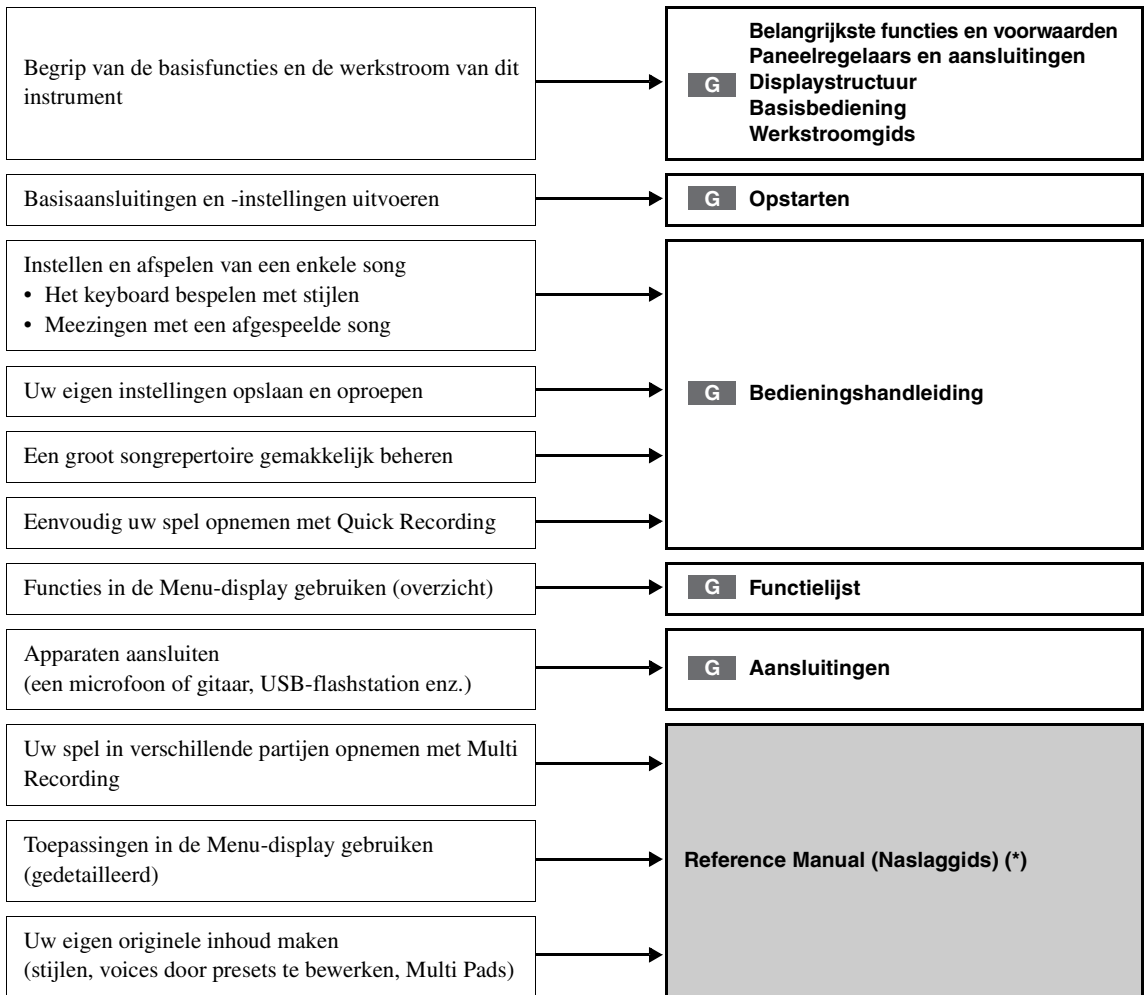 Begrip van de basisfuncties en de werkstroom van dit
instrument
Belangrijkste functies en voorwaarden
Paneelregelaars en aansluitingen
G Displaystructuur
Basisbediening
Werkstroomgids
Basisaansluitingen en -instellingen uitvoeren
G Opstarten
Instellen en afspelen van een enkele song
• Het keyboard bespelen met stijlen
• Meezingen met een afgespeelde song
Uw eigen instellingen opslaan en oproepen
Een groot songrepertoire gemakkelijk beheren
Eenvoudig uw spel opnemen met Quick Recording
G Bedieningshandleiding
Functies in de Menu-display gebruiken (overzicht)
G Functielijst
Apparaten aansluiten
(een microfoon of gitaar, USB-flashstation enz.)
G Aansluitingen
Uw spel in verschillende partijen opnemen met Multi
Recording
Toepassingen in de Menu-display gebruiken
(gedetailleerd)
Uw eigen originele inhoud maken
(stijlen, voices door presets te bewerken, Multi Pads)
Reference Manual (Naslaggids) (*)